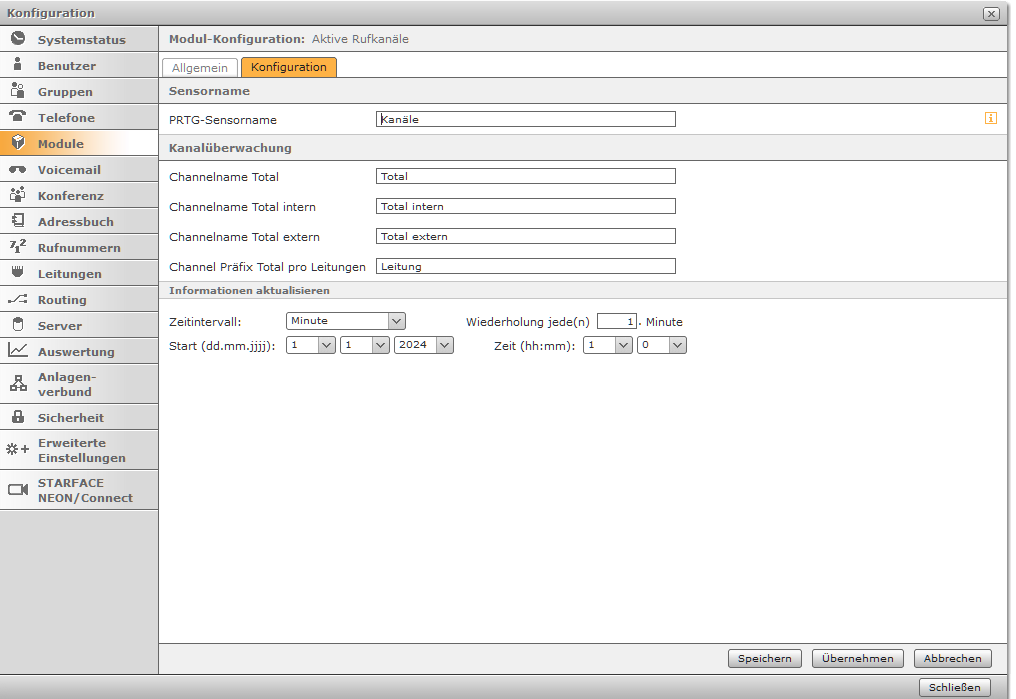 Konfiguration
Systemstatus
Benutzer
Gruppen
Telefone
Module
Voicemail
Konferenz
Adressbuch
Rufnummern
Leitungen
Routing
Server
Auswertung
Anlagen-
verbund
Sicherheit
Erweiterte
Einstellungen
STARFACE
NEON/Connect
Modul-Konfiguration: Aktive Rufkanäle
Allgemein Konfiguration
Sensorname
PRTG-Sensorname Kanäle
Kanalüberwachung
Channelname Total Total
Channelname Total intern Total intern
Channelname Total extern Total extern
Channel Präfix Total pro Leitungen Leitung
Informationen aktualisieren
Zeitintervall: Minute Wiederholung jede(n) 1 . Minute
Start (dd.mm.jjjj): 1 1 2024 Zeit (hh:mm): 1 0
Speichern Übernehmen Abbrechen
Schließen